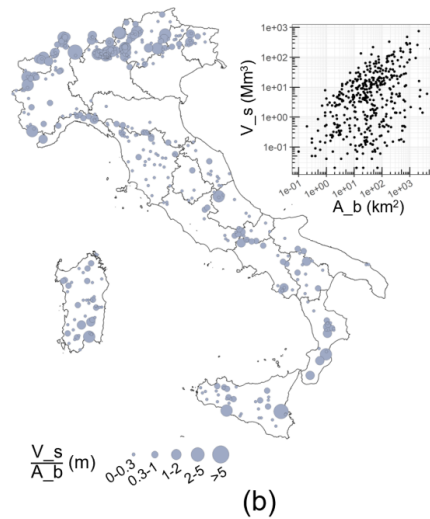 1e+03
1e+02
1e+01
1e+00
1e-01
V_s (Mm³)
1e-01
1e+00
1e+01
1e+02
1e+03
A_b (km²)
V_s
A_b (m)
0-0.3
0.3-1
1-2
2-5
>5
(b)